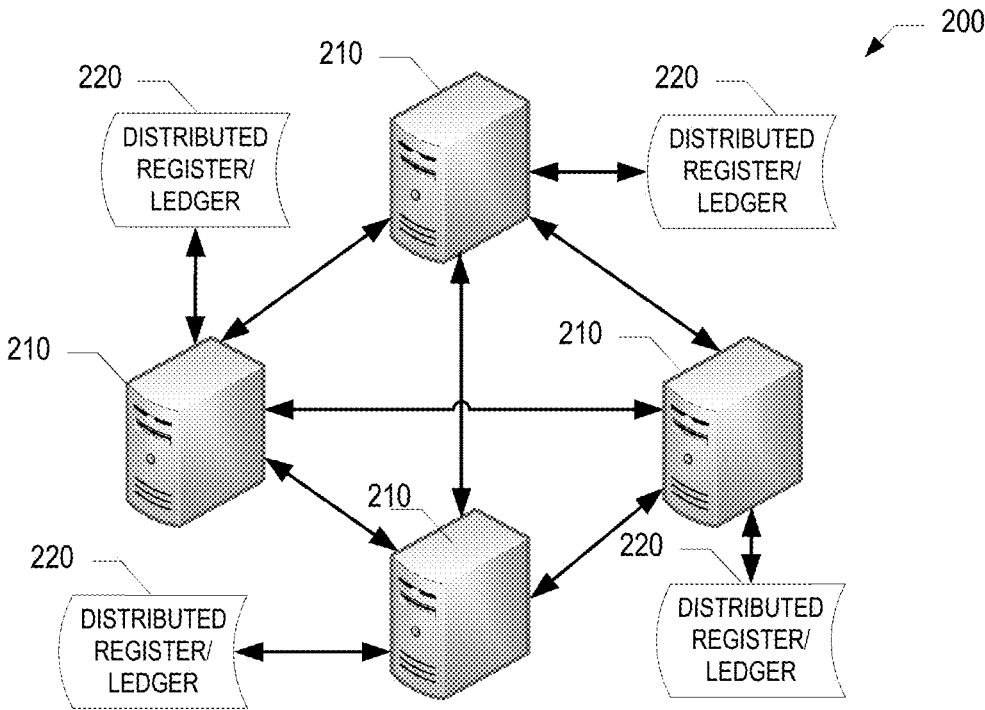 200
210
220
220
DISTRIBUTED
REGISTER/
LEDGER
DISTRIBUTED
REGISTER/
LEDGER
210
210
210
220
220
DISTRIBUTED
REGISTER/
LEDGER
DISTRIBUTED
REGISTER/
LEDGER